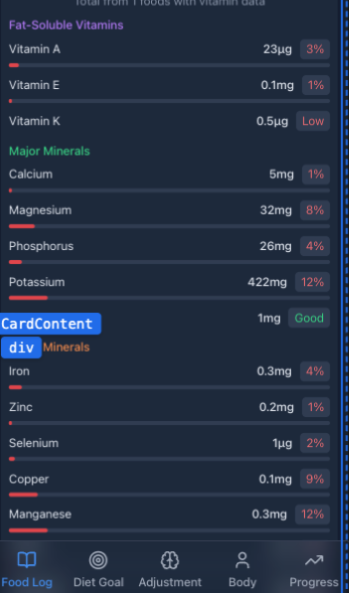 Total from 1 foods with vitamin data
Fat-Soluble Vitamins
Vitamin A 23µg 3%
Vitamin E 0.1mg 1%
Vitamin K 0.5µg Low
Major Minerals
Calcium 5mg 1%
Magnesium 32mg 8%
Phosphorus 26mg 4%
Potassium 422mg 12%
CardContent 1mg Good
div Minerals
Iron 0.3mg 4%
Zinc 0.2mg 1%
Selenium 1µg 2%
Copper 0.1mg 9%
Manganese 0.3mg 12%
Food Log Diet Goal Adjustment Body Progress